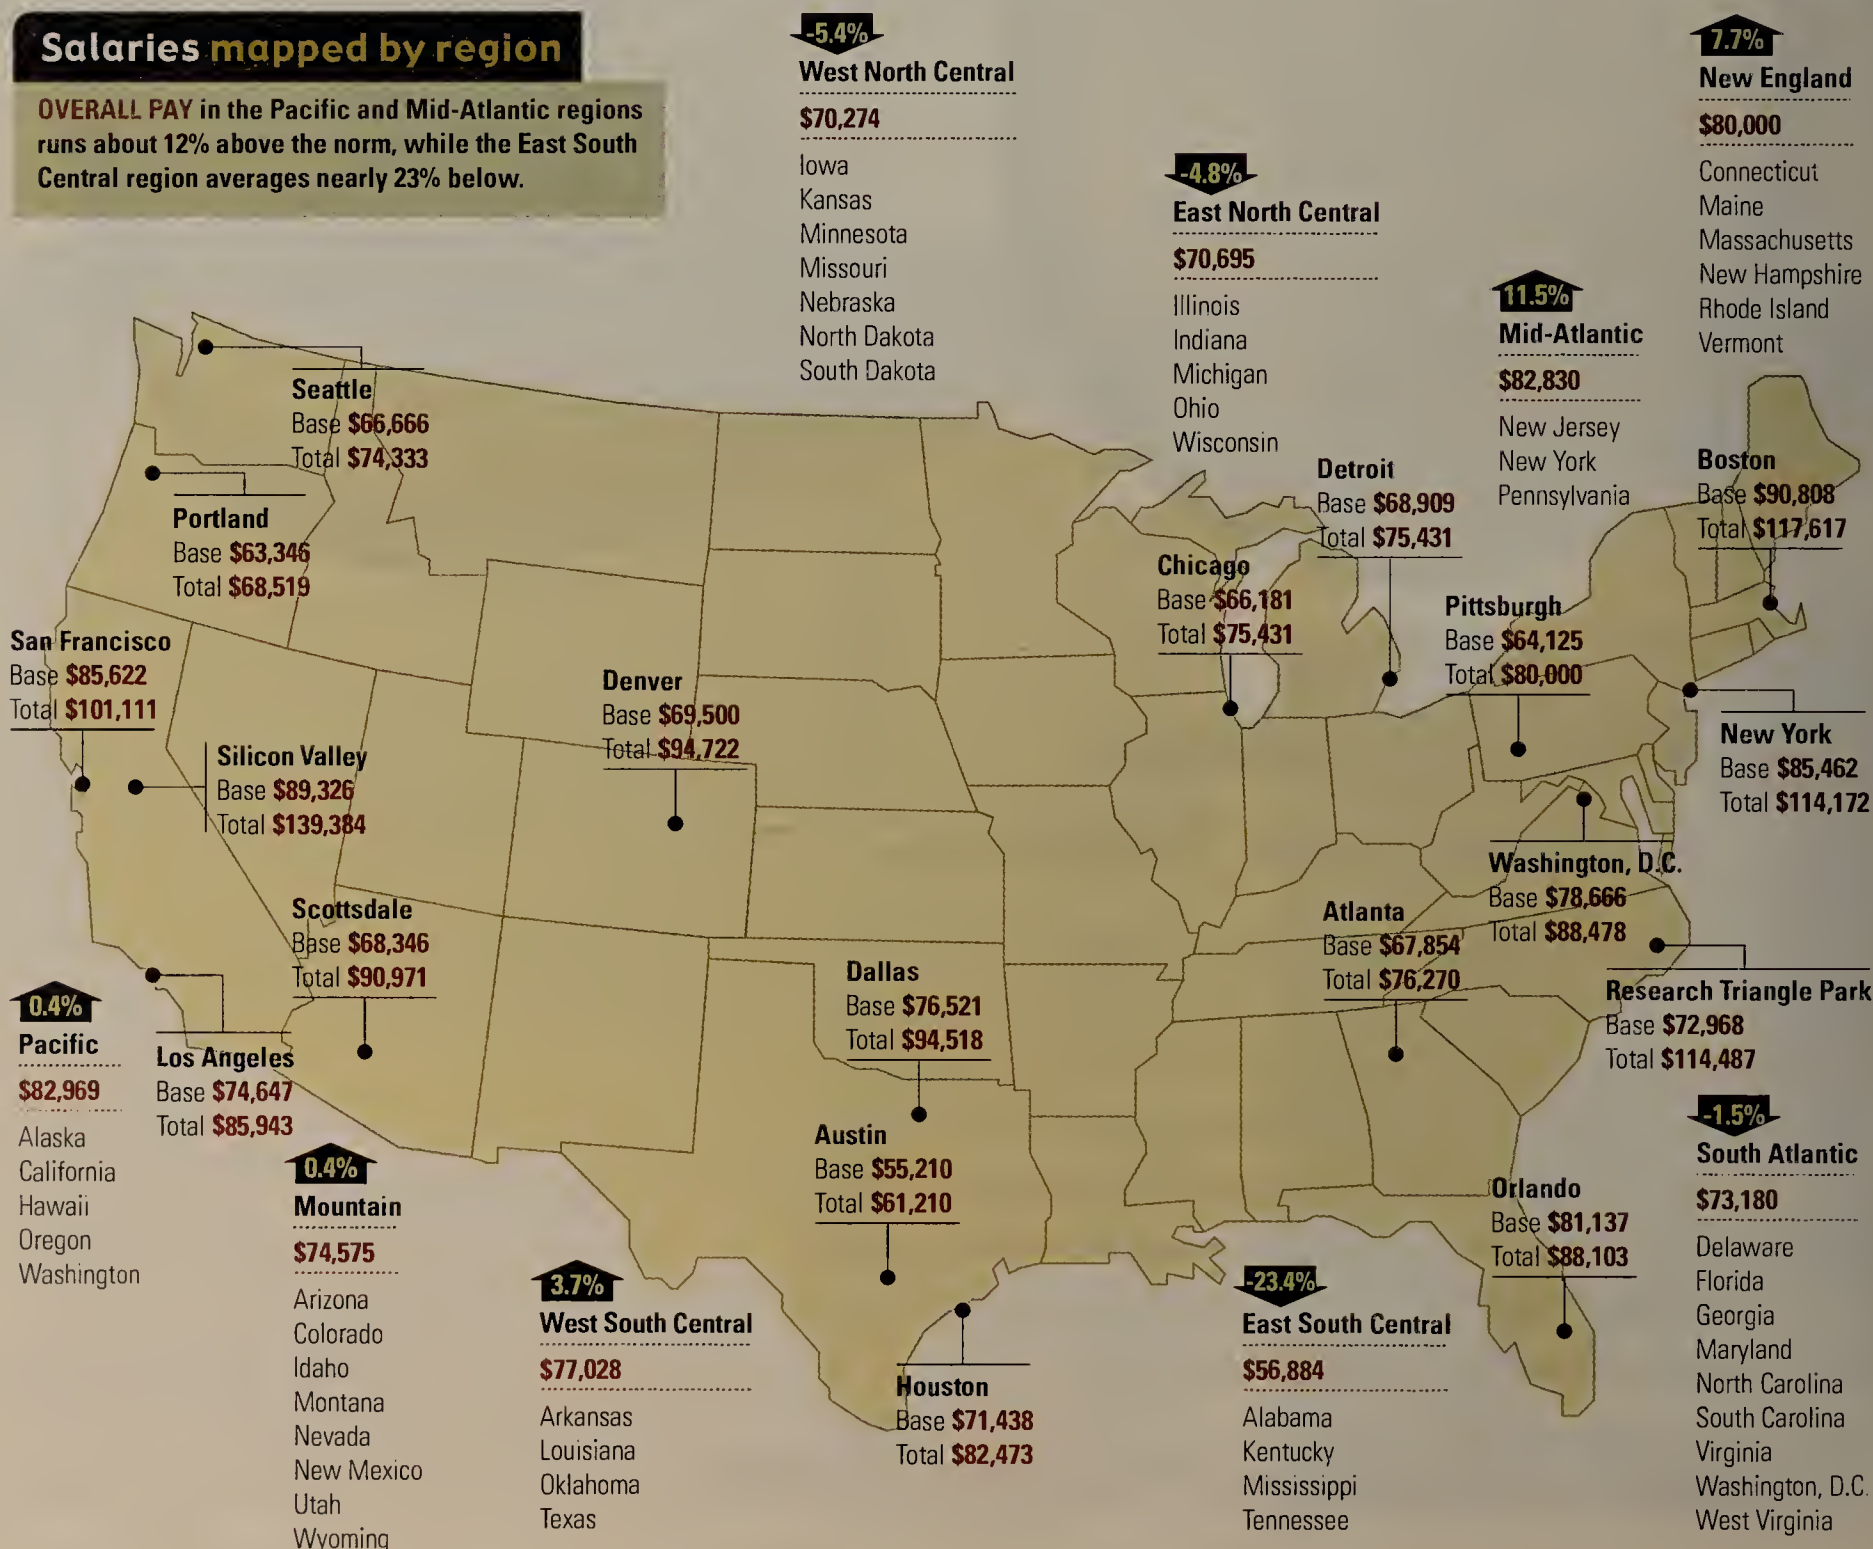 Salaries mapped by region
OVERALL PAY in the Pacific and Mid-Atlantic regions
runs about 12% above the norm, while the East South
Central region averages nearly 23% below.
-5.4%
West North Central
$70,274
Iowa
Kansas
Minnesota
Missouri
Nebraska
North Dakota
South Dakota
-4.8%
East North Central
$70,695
Illinois
Indiana
Michigan
Ohio
Wisconsin
11.5%
Mid-Atlantic
$82,830
New Jersey
New York
Pennsylvania
7.7%
New England
$80,000
Connecticut
Maine
Massachusetts
New Hampshire
Rhode Island
Vermont
Seattle
Base $66,666
Total $74,333
Portland
Base $63,346
Total $68,519
San Francisco
Base $85,622
Total $101,111
Silicon Valley
Base $89,326
Total $139,384
Denver
Base $69,500
Total $94,722
Chicago
Base $66,181
Total $75,431
Detroit
Base $68,909
Total $75,431
Pittsburgh
Base $64,125
Total $80,000
Boston
Base $90,808
Total $117,617
New York
Base $85,462
Total $114,172
Washington, D.C.
Base $78,666
Total $88,478
Scottsdale
Base $68,346
Total $90,971
Dallas
Base $76,521
Total $94,518
Atlanta
Base $67,854
Total $76,270
Research Triangle Park
Base $72,968
Total $114,487
0.4%
Pacific
$82,969
Alaska
California
Hawaii
Oregon
Washington
Los Angeles
Base $74,647
Total $85,943
0.4%
Mountain
$74,575
Arizona
Colorado
Idaho
Montana
Nevada
New Mexico
Utah
Wyoming
Austin
Base $55,210
Total $61,210
3.7%
West South Central
$77,028
Arkansas
Louisiana
Oklahoma
Texas
Houston
Base $71,438
Total $82,473
-23.4%
East South Central
$56,884
Alabama
Kentucky
Mississippi
Tennessee
Orlando
Base $81,137
Total $88,103
-1.5%
South Atlantic
$73,180
Delaware
Florida
Georgia
Maryland
North Carolina
South Carolina
Virginia
Washington, D.C.
West Virginia